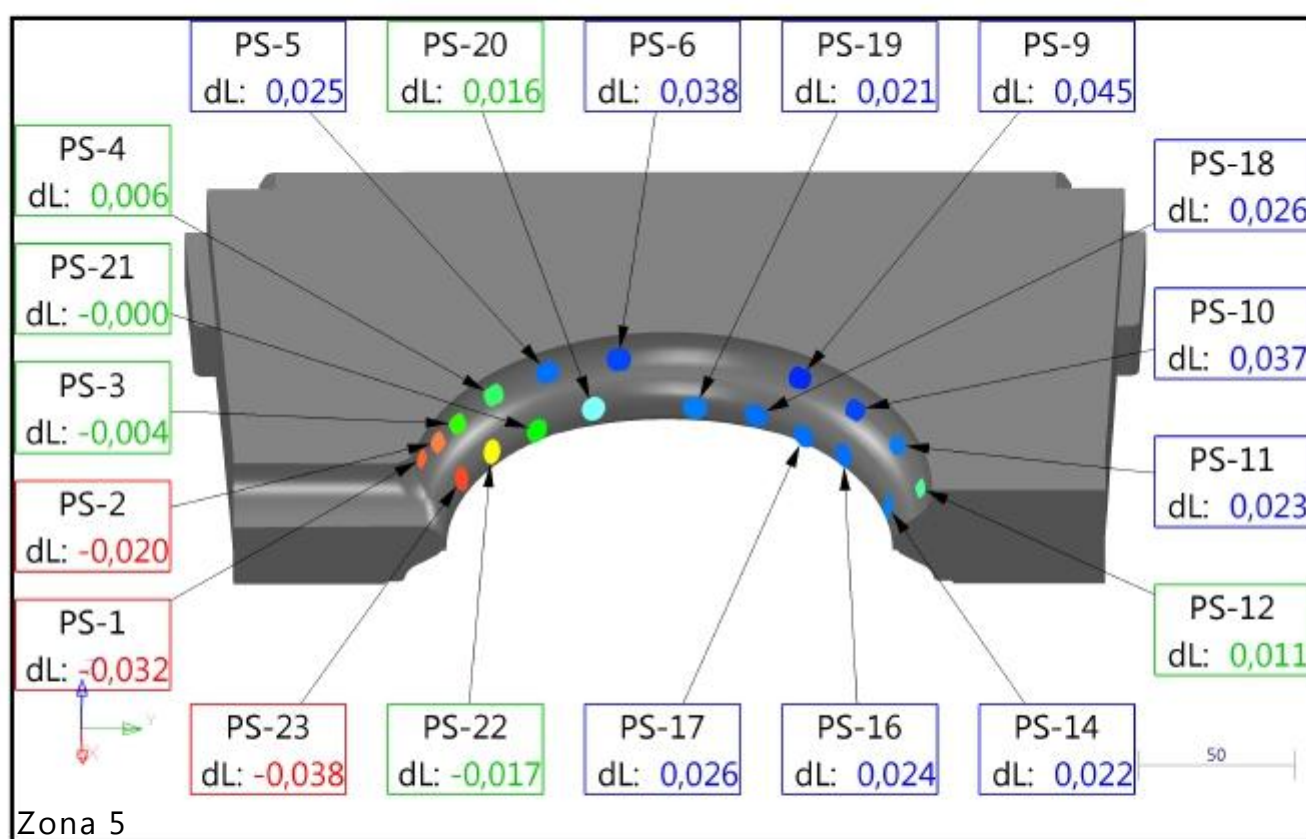 PS-5
dL: 0,025
PS-20
dL: 0,016
PS-6
dL: 0,038
PS-19
dL: 0,021
PS-9
dL: 0,045
PS-4
dL: 0,006
PS-18
dL: 0,026
PS-21
dL: -0,000
PS-10
dL: 0,037
PS-3
dL: -0,004
PS-11
dL: 0,023
PS-2
dL: -0,020
PS-12
dL: 0,011
PS-1
dL: -0,032
PS-23
dL: -0,038
PS-22
dL: -0,017
PS-17
dL: 0,026
PS-16
dL: 0,024
PS-14
dL: 0,022
Y
X
50
Zona 5